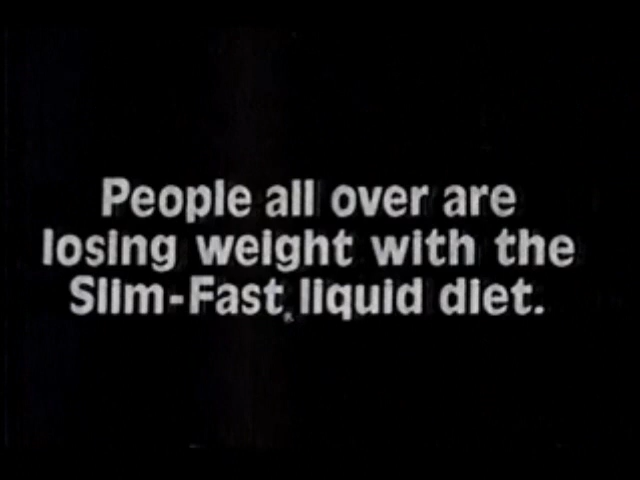 People all over are
losing weight with the
Slim-Fast® liquid diet.